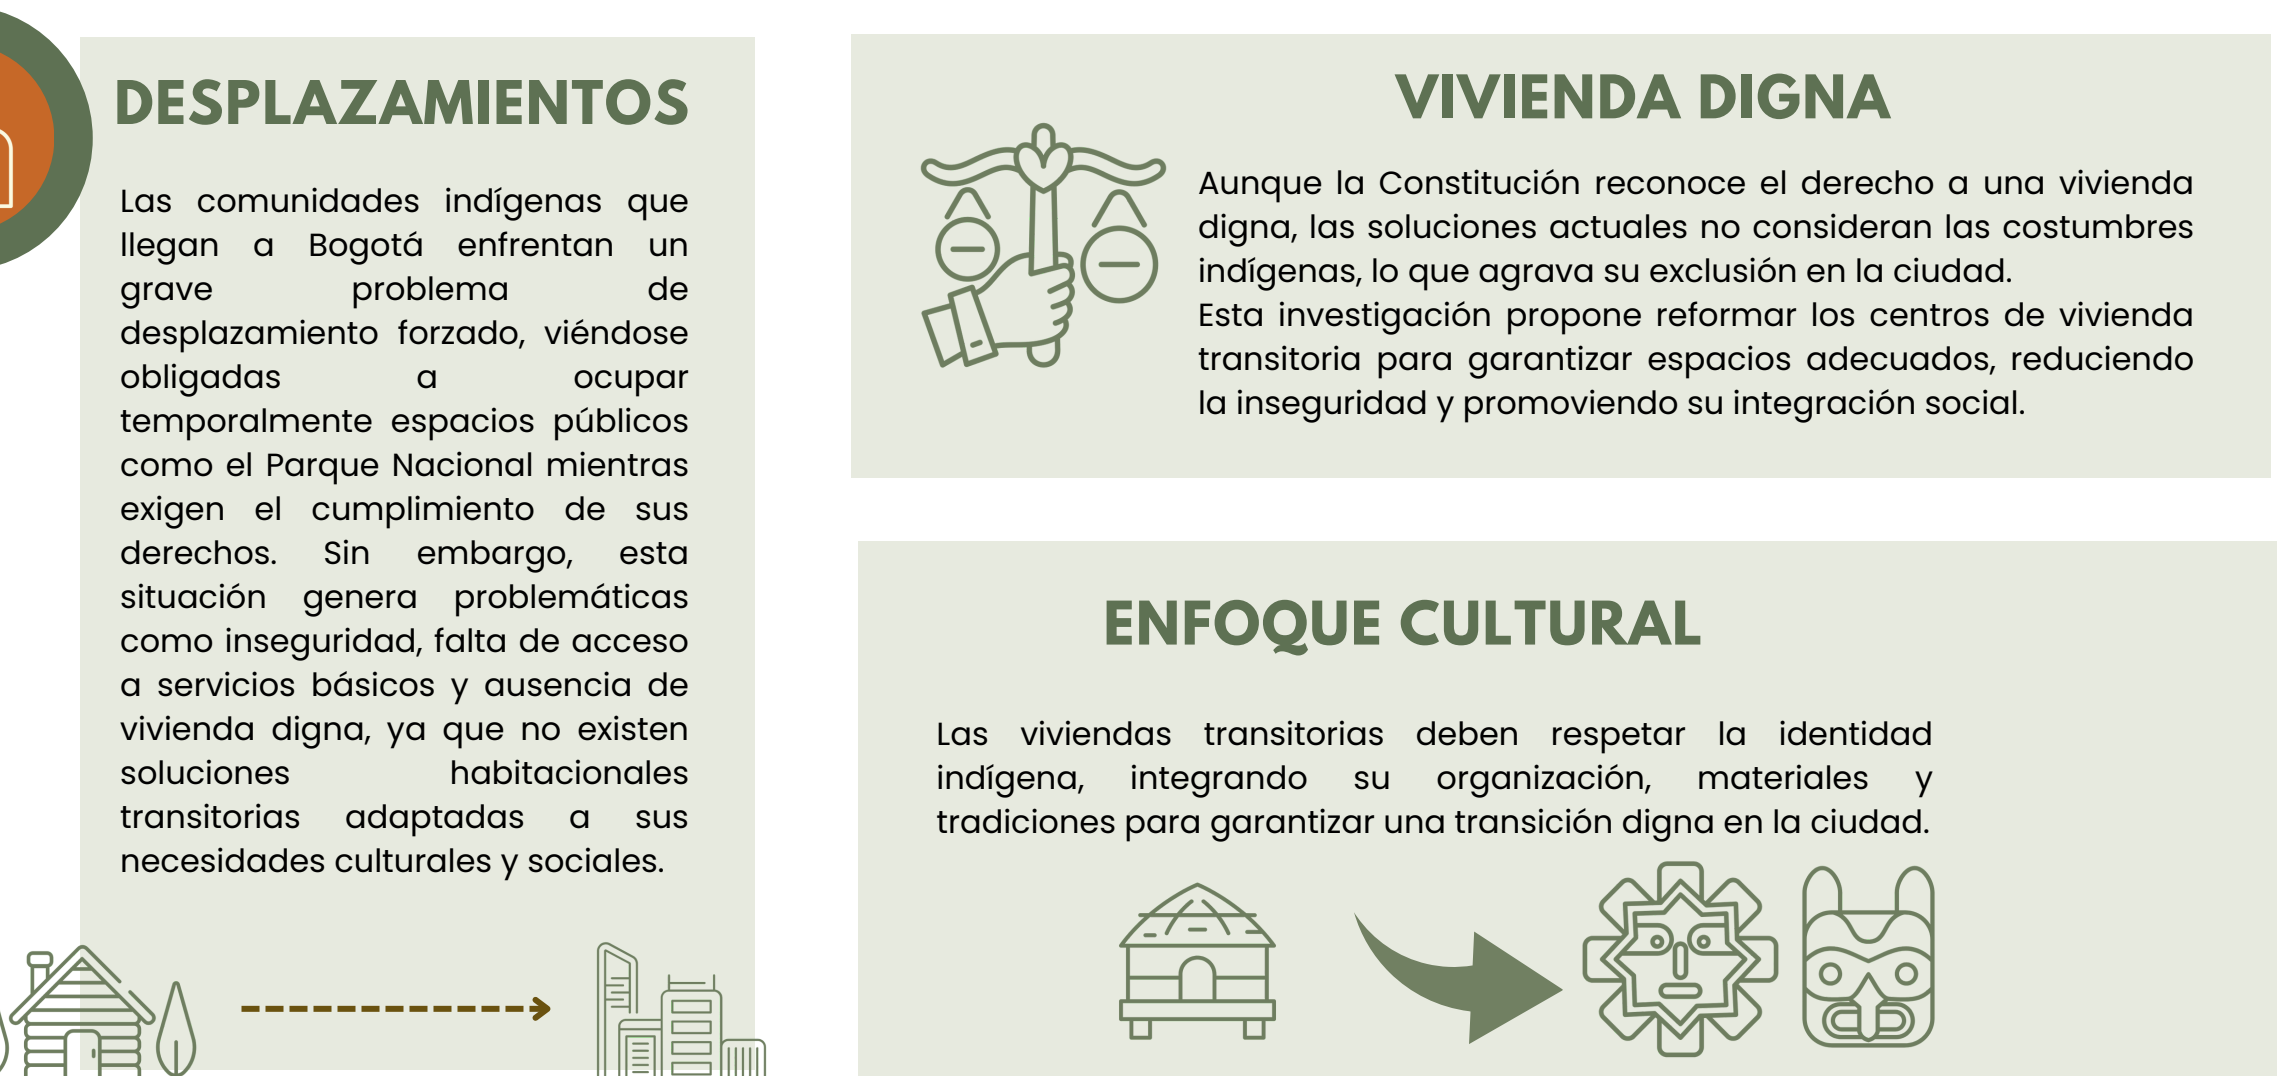 DESPLAZAMIENTOS
Las comunidades indígenas que
llegan a Bogotá enfrentan un
grave problema de
desplazamiento forzado, viéndose
obligadas a ocupar
temporalmente espacios públicos
como el Parque Nacional mientras
exigen el cumplimiento de sus
derechos. Sin embargo, esta
situación genera problemáticas
como inseguridad, falta de acceso
a servicios básicos y ausencia de
vivienda digna, ya que no existen
soluciones habitacionales
transitorias adaptadas a sus
necesidades culturales y sociales.
VIVIENDA DIGNA
Aunque la Constitución reconoce el derecho a una vivienda
digna, las soluciones actuales no consideran las costumbres
indígenas, lo que agrava su exclusión en la ciudad.
Esta investigación propone reformar los centros de vivienda
transitoria para garantizar espacios adecuados, reduciendo
la inseguridad y promoviendo su integración social.
ENFOQUE CULTURAL
Las viviendas transitorias deben respetar la identidad
indígena, integrando su organización, materiales y
tradiciones para garantizar una transición digna en la ciudad.